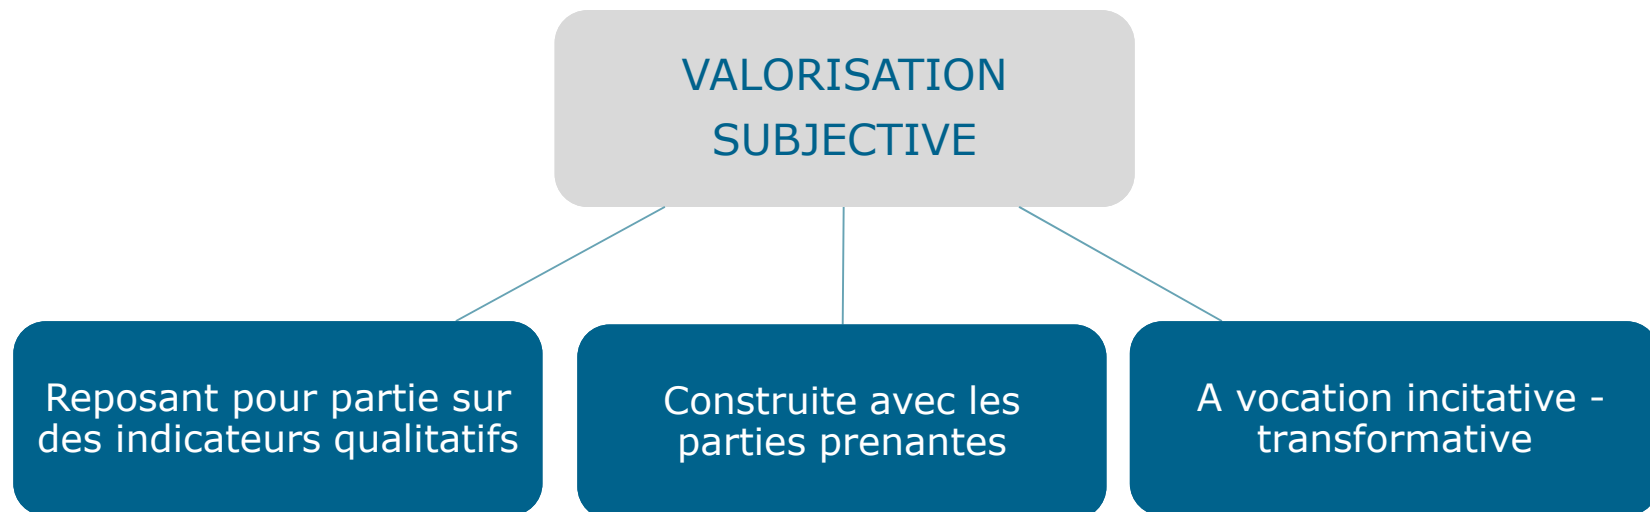 VALORISATION
SUBJECTIVE
Reposant pour partie sur
des indicateurs qualitatifs
Construite avec les
parties prenantes
A vocation incitative -
transformative